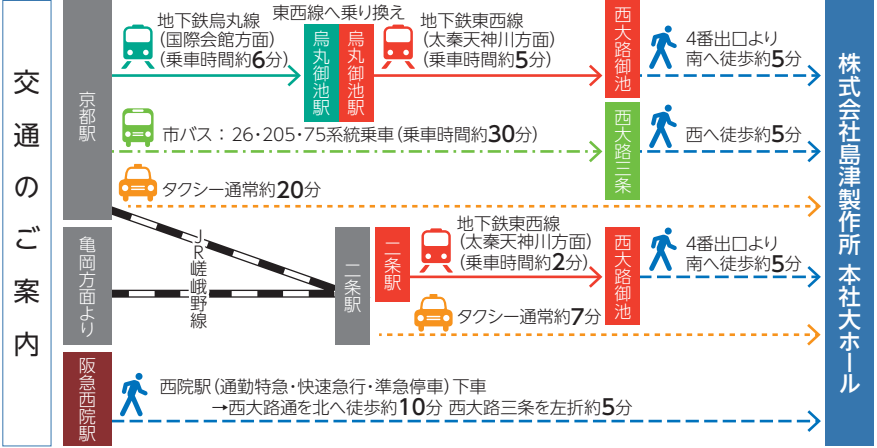 交通のご案内
京都駅
地下鉄烏丸線
(国際会館方面)
(乗車時間約6分)
東西線へ乗り換え
烏丸御池駅
烏丸御池駅
地下鉄東西線
(太秦天神川方面)
(乗車時間約5分)
西大路御池
4番出口より
南へ徒歩約5分
市バス：26・205・75系統乗車(乗車時間約30分)
西大路三条
西へ徒歩約5分
タクシー通常約20分
亀岡方面より
JR嵯峨野線
二条駅
二条駅
地下鉄東西線
(太秦天神川方面)
(乗車時間約2分)
西大路御池
4番出口より
南へ徒歩約5分
タクシー通常約7分
阪急西院駅
西院駅(通勤特急・快速急行・準急停車)下車
→西大路通を北へ徒歩約10分 西大路三条を左折約5分
株式会社島津製作所 本社大ホール